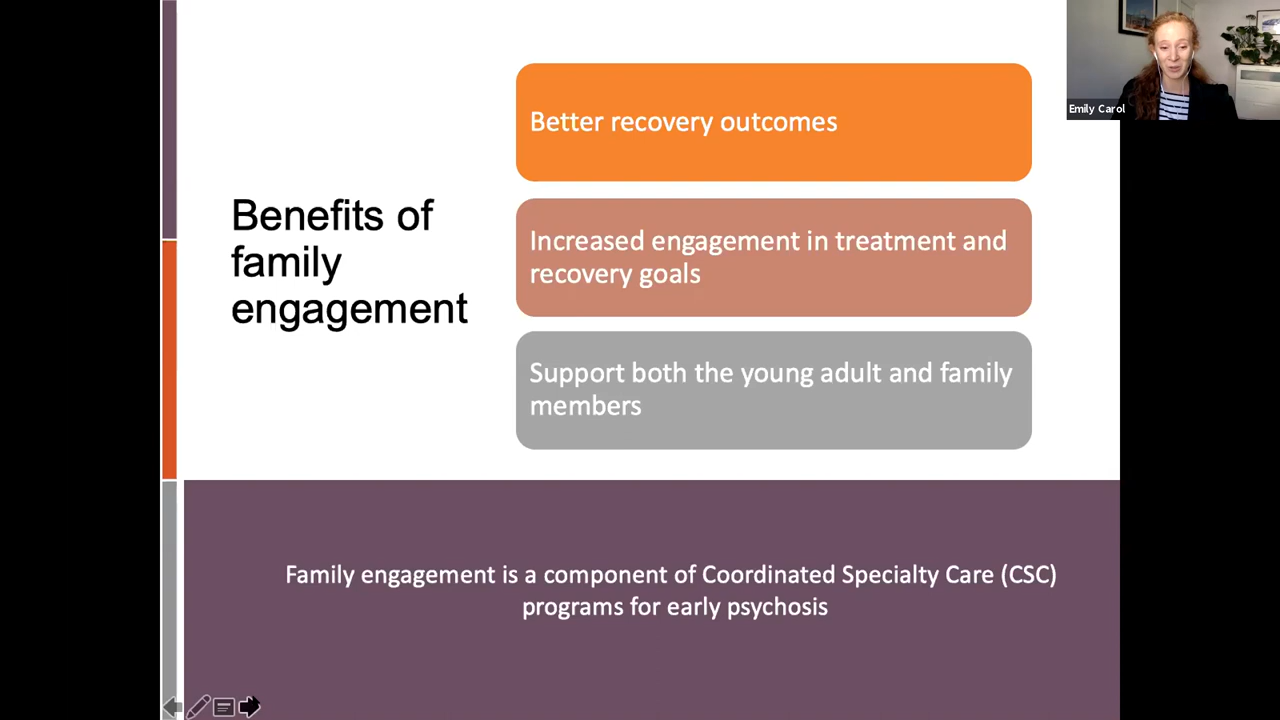 Benefits of
family
engagement
Better recovery outcomes
Increased engagement in treatment and
recovery goals
Support both the young adult and family
members
Family engagement is a component of Coordinated Specialty Care (CSC)
programs for early psychosis
Emily Carol